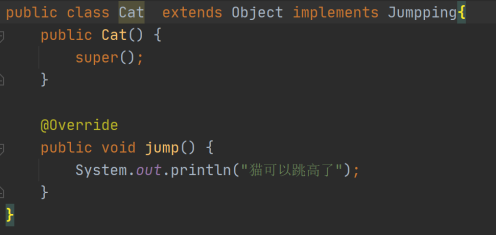 public class Cat  extends Object implements Jumpping{
    public Cat() {
        super();
    }

    @Override
    public void jump() {
        System.out.println("猫可以跳高了");
    }
}